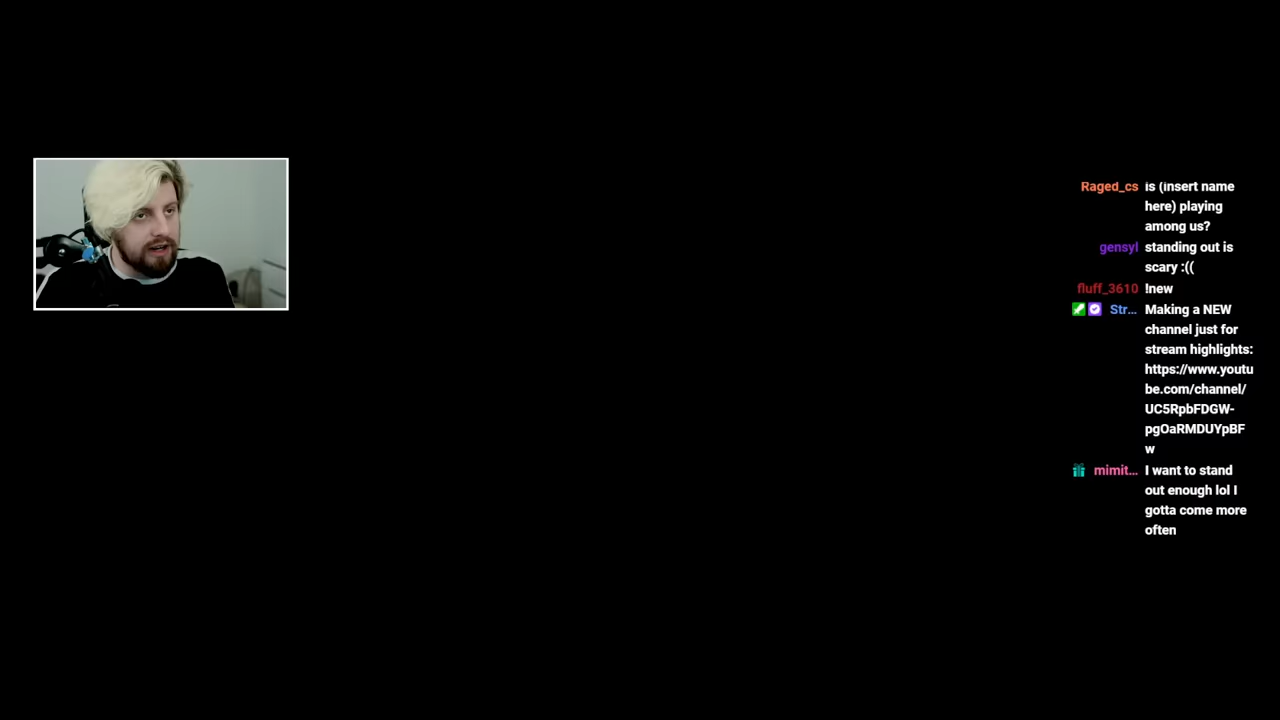 Raged_cs is (insert name
here) playing
among us?
gensyl standing out is
scary :((
fluff_3610 !new
Str... Making a NEW
channel just for
stream highlights:
https://www.youtu
be.com/channel/
UC5RpbFDGW-
pgOaRMDUYpBF
w
mimit... I want to stand
out enough lol I
gotta come more
often